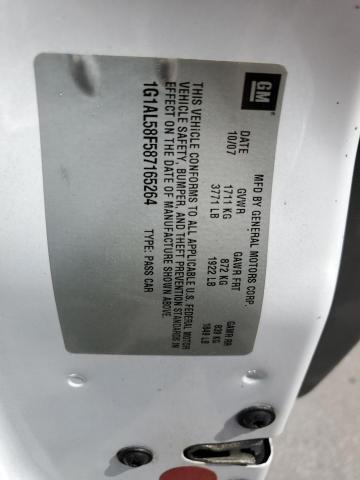 GM
MFD BY GENERAL MOTORS CORP.
DATE GVWR GAWR FRT GAWR RR
10/07 1711 KG 872 KG 839 KG
3771 LB 1922 LB 1849 LB
THIS VEHICLE CONFORMS TO ALL APPLICABLE U.S. FEDERAL MOTOR
VEHICLE SAFETY, BUMPER, AND THEFT PREVENTION STANDARDS IN
EFFECT ON THE DATE OF MANUFACTURE SHOWN ABOVE.
1G1AL58F587165264 TYPE: PASS CAR